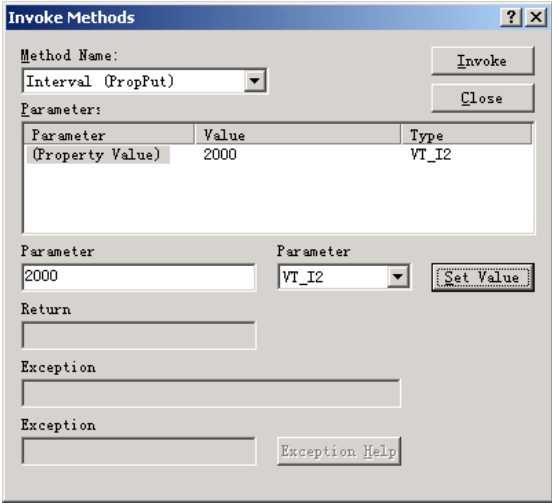 Invoke Methods
Method Name:
Invoke
Interval (PropPut)
Close
Parameters
Parameter Value Type
(Property Value) 2000 VT_I2
Parameter Parameter
2000 VT_I2 Set Value
Return
Exception
Exception
Exception Help